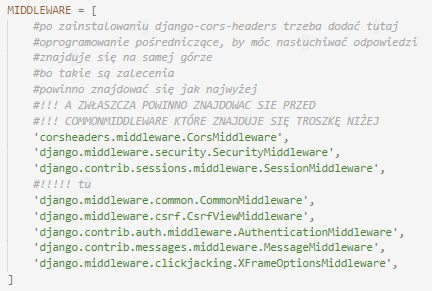 MIDDLEWARE = [
#po zainstalowaniu django-cors-headers trzeba dodać tutaj
#oprogramowanie pośredniczące, by móc nasłuchiwać odpowiedzi
#znajduje się na samej górze
#bo takie są zalecenia
#powinno znajdować się jak najwyżej
#!!! A ZWŁASZCZA POWINNO ZNAJDOWAC SIE PRZED
#!!! COMMONMIDDLEWARE KTÓRE ZNAJDUJE SIĘ TROSZKĘ NIŻEJ
'corsheaders.middleware.CorsMiddleware',
'django.middleware.security.SecurityMiddleware',
'django.contrib.sessions.middleware.SessionMiddleware',
#!!!!! tu
'django.middleware.common.CommonMiddleware',
'django.middleware.csrf.CsrfViewMiddleware',
'django.contrib.auth.middleware.AuthenticationMiddleware',
'django.contrib.messages.middleware.MessageMiddleware',
'django.middleware.clickjacking.XFrameOptionsMiddleware',
]